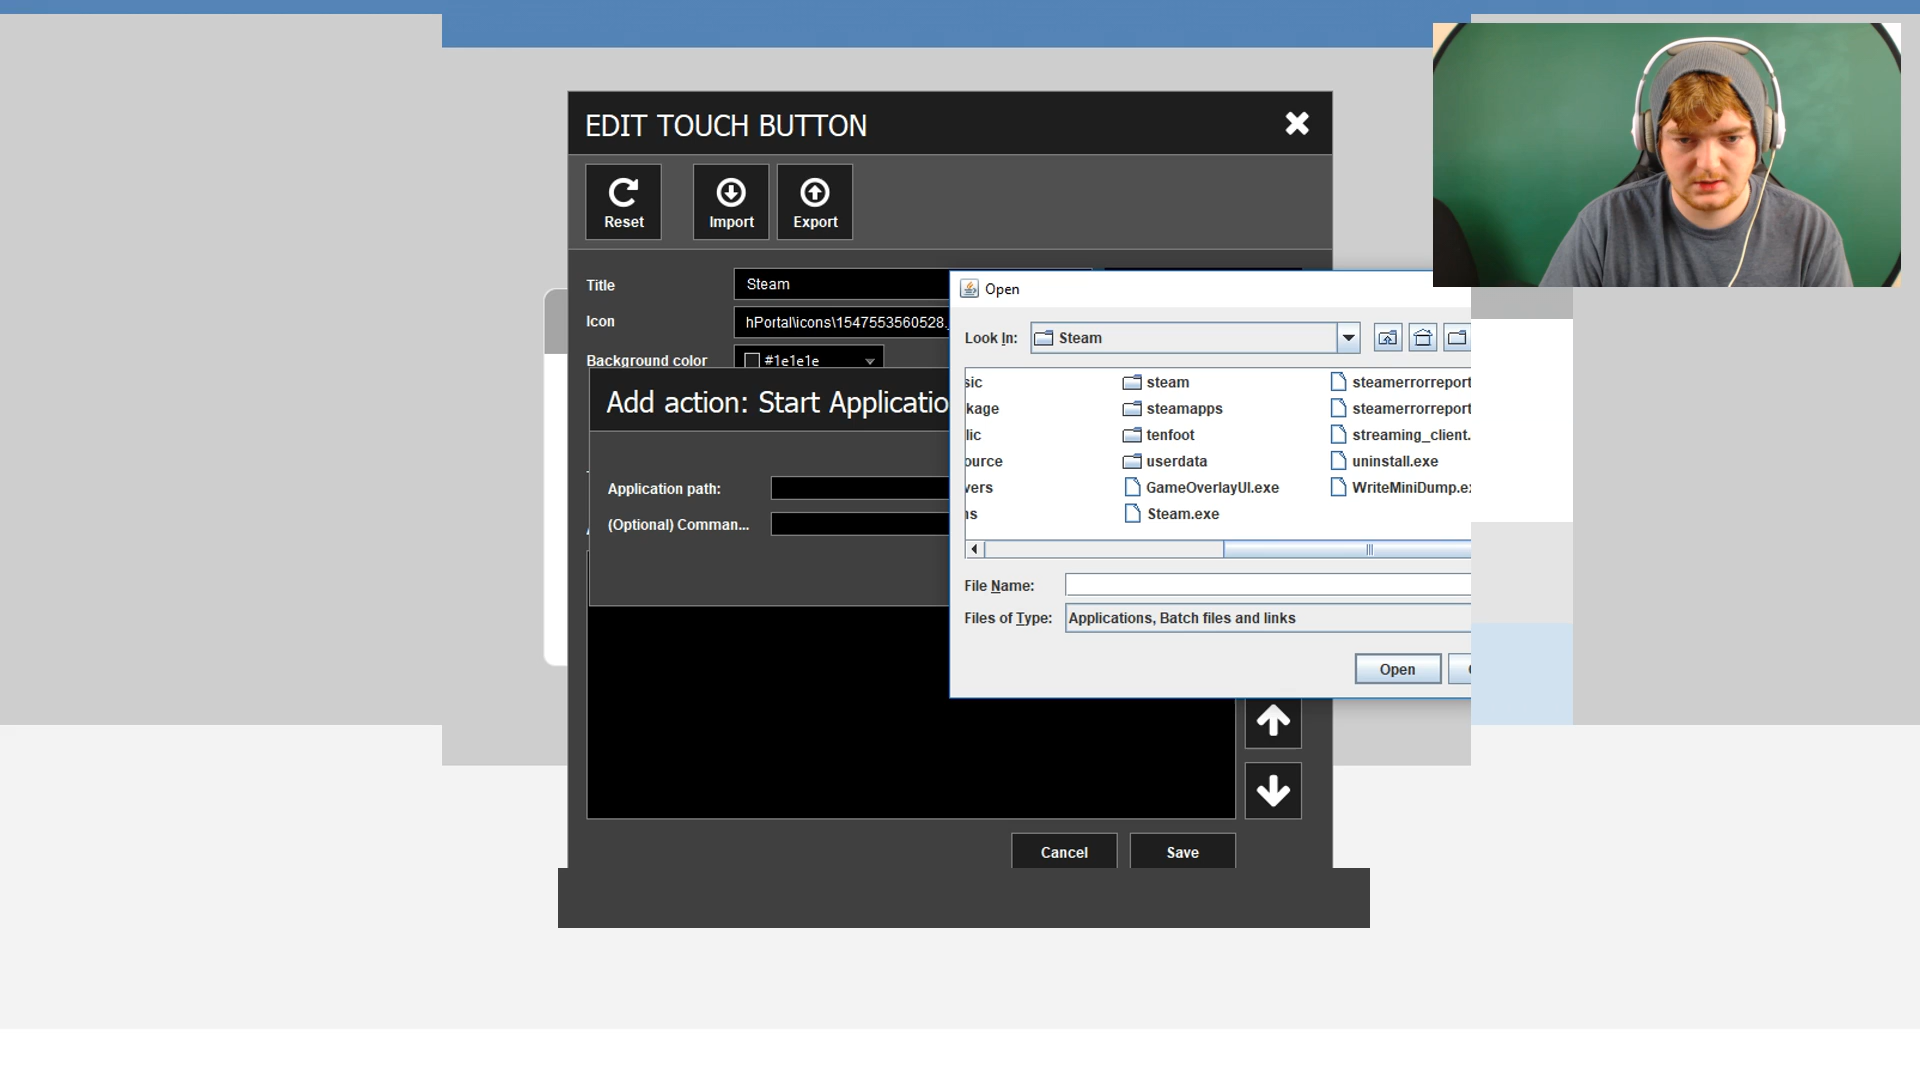 EDIT TOUCH BUTTON
Reset
Import
Export
Title
Steam
Icon
hPortal\icons\1547553560528.
Background color
#1e1e1e
Add action: Start Applicatio
Application path:
(Optional) Comman...
Open
Look In:
Steam
sic
kage
lic
ource
vers
ns
steam
steamapps
tenfoot
userdata
GameOverlayUI.exe
Steam.exe
steamerrorreport
steamerrorreport
streaming_client.
uninstall.exe
WriteMiniDump.ex
File Name:
Files of Type:
Applications, Batch files and links
Open
Cancel
Save